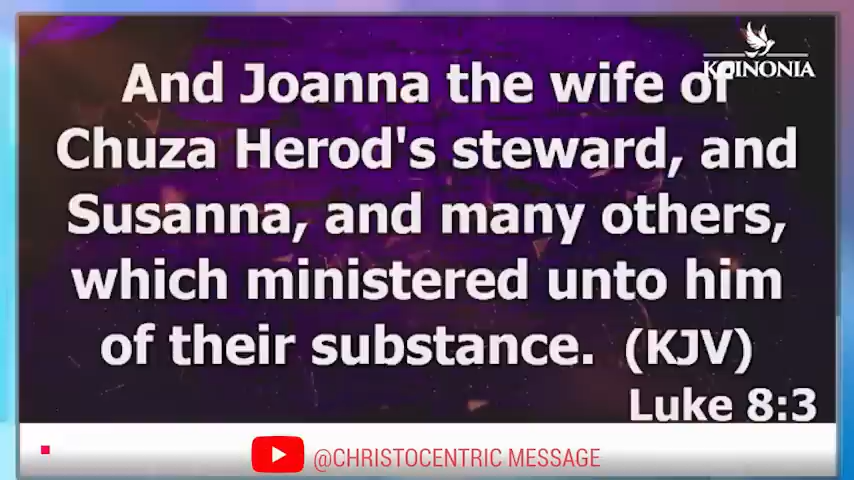 KOINONIA
And Joanna the wife of
Chuza Herod's steward, and
Susanna, and many others,
which ministered unto him
of their substance. (KJV)
Luke 8:3
@CHRISTOCENTRIC MESSAGE